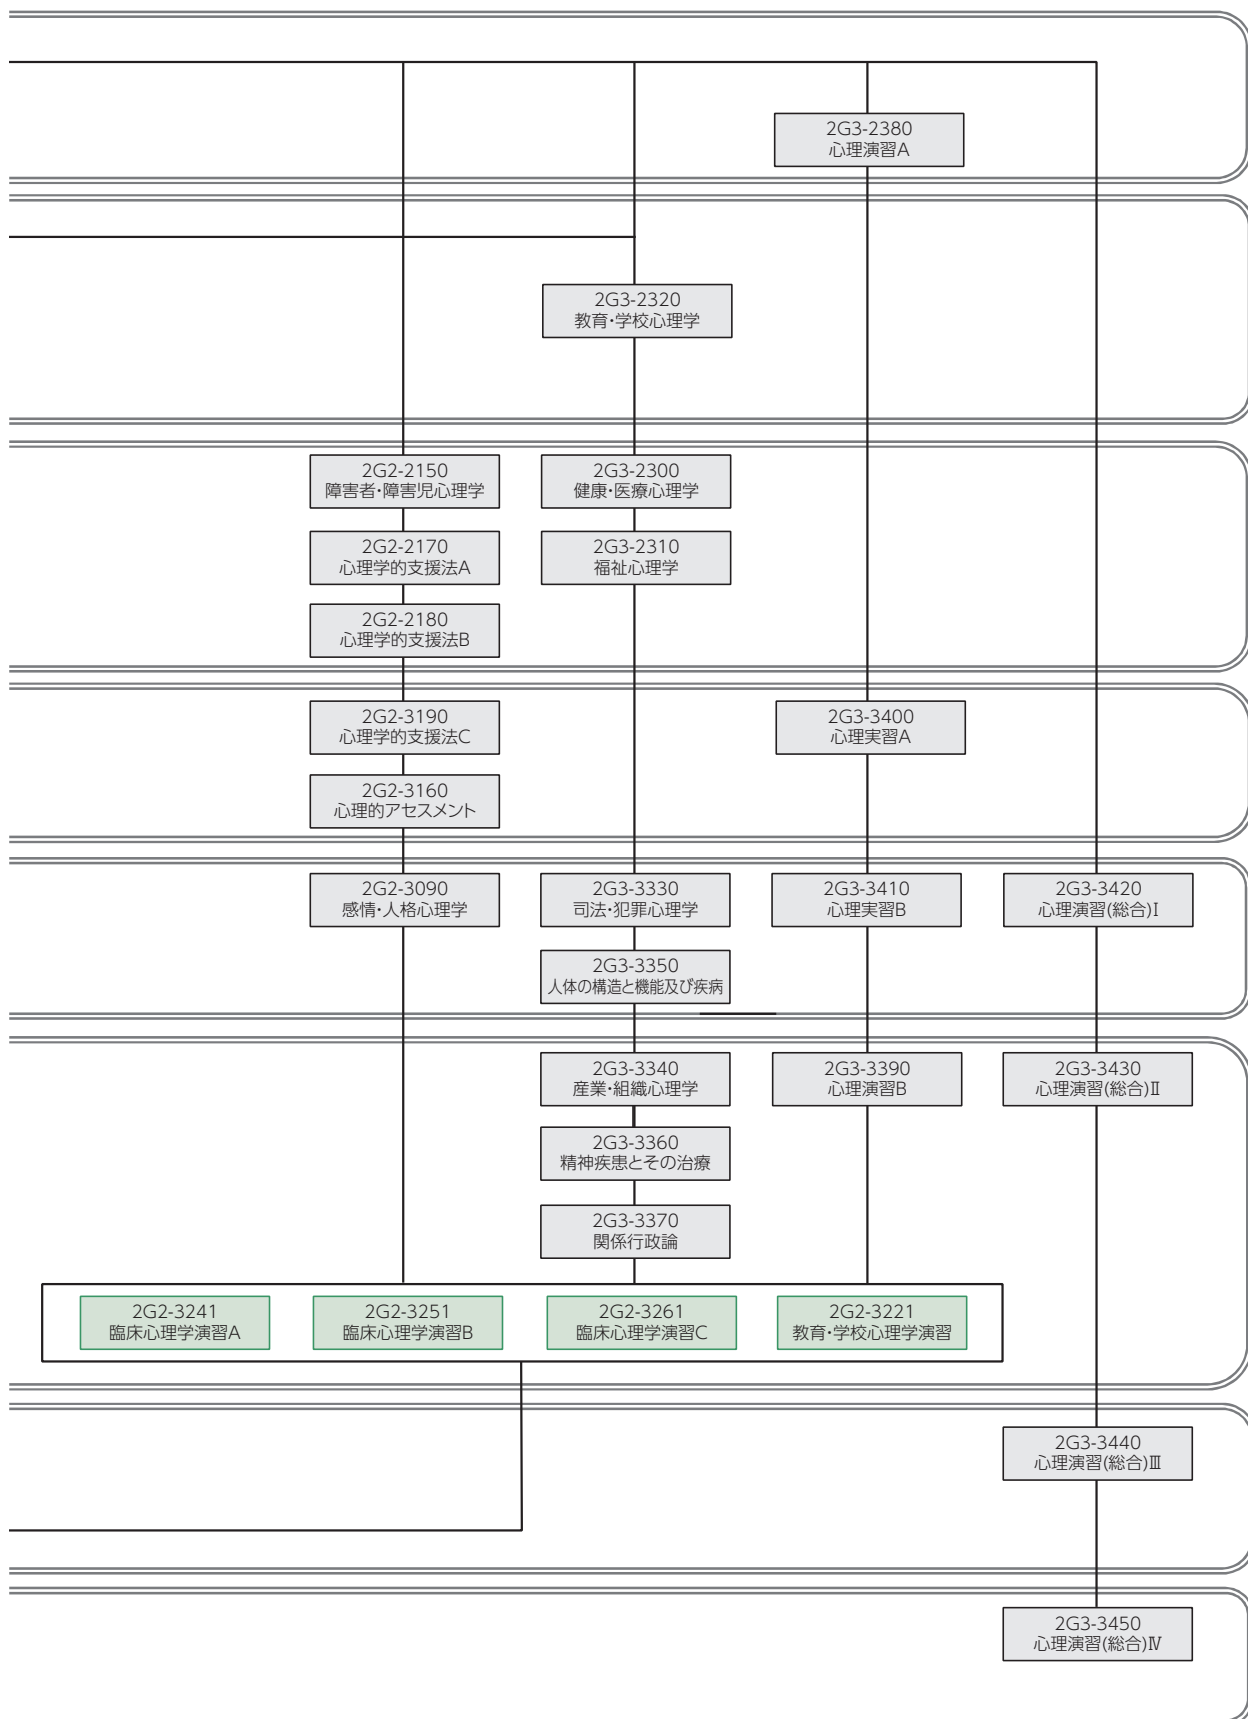 2G3-2380
心理演習A
2G3-2320
教育・学校心理学
2G2-2150
障害者・障害児心理学
2G3-2300
健康・医療心理学
2G2-2170
心理学的支援法A
2G3-2310
福祉心理学
2G2-2180
心理学的支援法B
2G2-3190
心理学的支援法C
2G3-3400
心理実習A
2G2-3160
心理的アセスメント
2G2-3090
感情・人格心理学
2G3-3330
司法・犯罪心理学
2G3-3410
心理実習B
2G3-3420
心理演習(総合)Ⅰ
2G3-3350
人体の構造と機能及び疾病
2G3-3340
産業・組織心理学
2G3-3390
心理演習B
2G3-3430
心理演習(総合)Ⅱ
2G3-3360
精神疾患とその治療
2G3-3370
関係行政論
2G2-3241
臨床心理学演習A
2G2-3251
臨床心理学演習B
2G2-3261
臨床心理学演習C
2G2-3221
教育・学校心理学演習
2G3-3440
心理演習(総合)Ⅲ
2G3-3450
心理演習(総合)Ⅳ